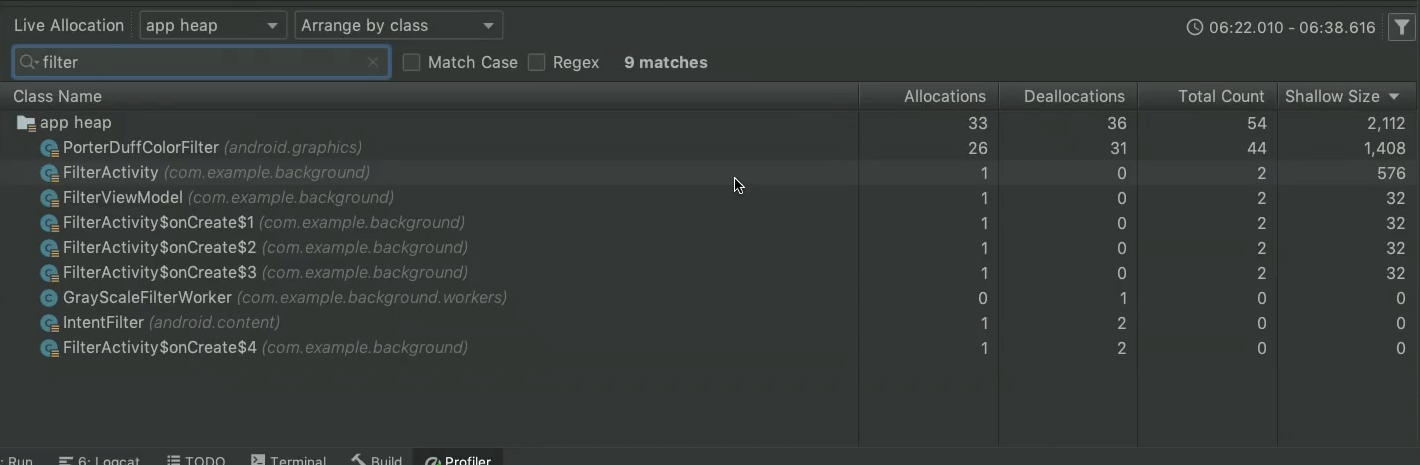 Live Allocation app heap Arrange by class 06:22.010 - 06:38.616
filter Match Case Regex 9 matches
Class Name Allocations Deallocations Total Count Shallow Size
app heap 33 36 54 2,112
PorterDuffColorFilter (android.graphics) 26 31 44 1,408
FilterActivity (com.example.background) 1 0 2 576
FilterViewModel (com.example.background) 1 0 2 32
FilterActivity$onCreate$1 (com.example.background) 1 0 2 32
FilterActivity$onCreate$2 (com.example.background) 1 0 2 32
FilterActivity$onCreate$3 (com.example.background) 1 0 2 32
GrayScaleFilterWorker (com.example.background.workers) 0 1 0 0
IntentFilter (android.content) 1 2 0 0
FilterActivity$onCreate$4 (com.example.background) 1 2 0 0
: Run 6: Logcat TODO Terminal Build Profiler